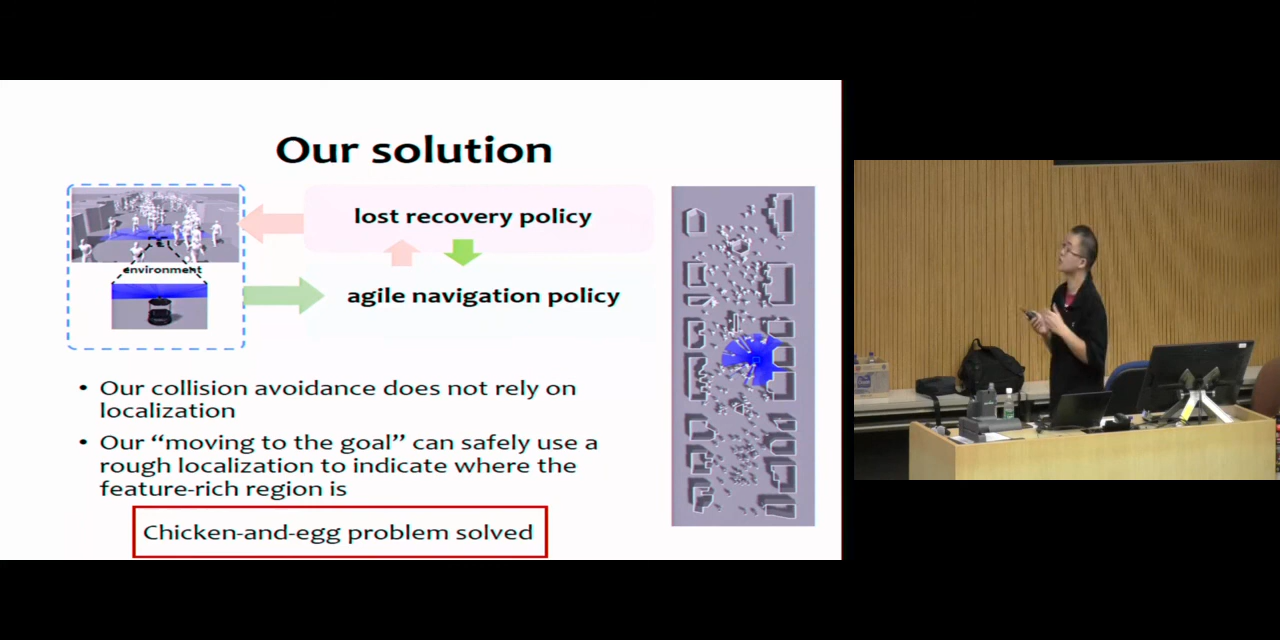 Our solution
lost recovery policy
environment
agile navigation policy
• Our collision avoidance does not rely on
localization
• Our “moving to the goal” can safely use a
rough localization to indicate where the
feature-rich region is
Chicken-and-egg problem solved